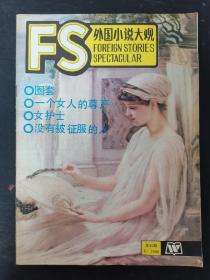 FS
外国小说大观
FOREIGN STORIES
SPECTACULAR
圈套
一个女人的尊严
女护士
没有被征服的人